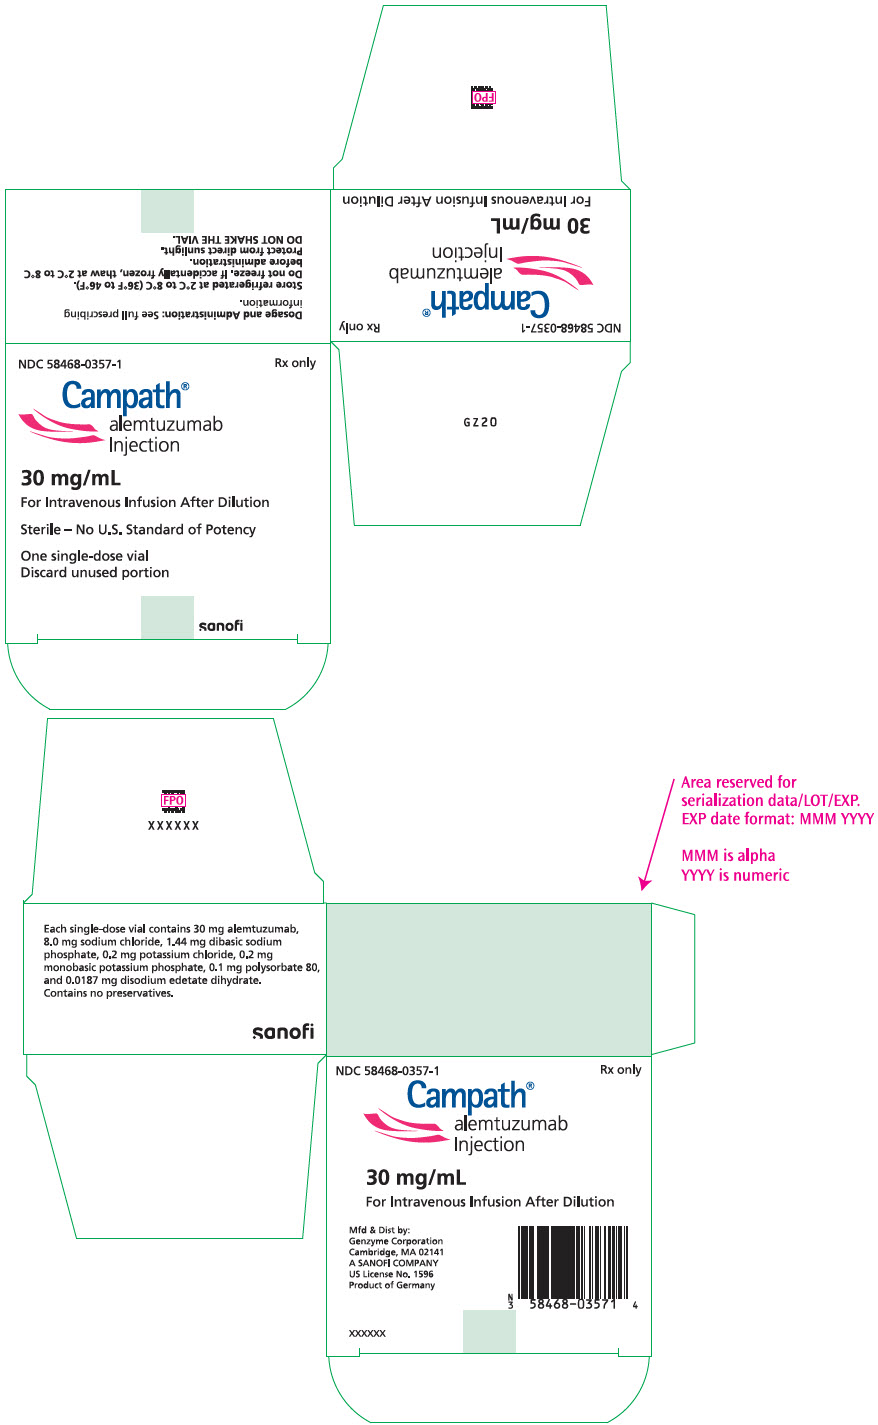 FPO
For Intravenous Infusion After Dilution
30 mg/mL
Injection
alemtuzumab
Campath®
NDC 58468-0357-1 Rx only
Dosage and Administration: See full prescribing
information.
Store refrigerated at 2°C to 8°C (36°F to 46°F).
Do not freeze. If accidentally frozen, thaw at 2°C to 8°C
before administration.
Protect from direct sunlight.
DO NOT SHAKE THE VIAL.
NDC 58468-0357-1 Rx only
Campath®
alemtuzumab
Injection
30 mg/mL
For Intravenous Infusion After Dilution
Sterile – No U.S. Standard of Potency
One single-dose vial
Discard unused portion
sanofi
GZ20
FPO
XXXXXX
Area reserved for
serialization data/LOT/EXP.
EXP date format: MMM YYYY
MMM is alpha
YYYY is numeric
Each single-dose vial contains 30 mg alemtuzumab,
8.0 mg sodium chloride, 1.44 mg dibasic sodium
phosphate, 0.2 mg potassium chloride, 0.2 mg
monobasic potassium phosphate, 0.1 mg polysorbate 80,
and 0.0187 mg disodium edetate dihydrate.
Contains no preservatives.
sanofi
NDC 58468-0357-1 Rx only
Campath®
alemtuzumab
Injection
30 mg/mL
For Intravenous Infusion After Dilution
Mfd & Dist by:
Genzyme Corporation
Cambridge, MA 02141
A SANOFI COMPANY
US License No. 1596
Product of Germany
N
3 58468-03571 4
XXXXXX